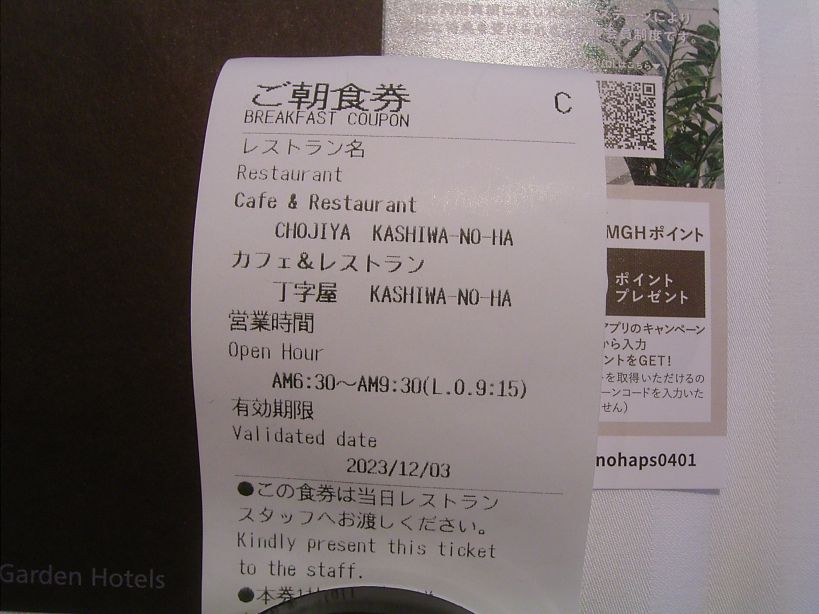 ご朝食券
C
BREAKFAST COUPON
レストラン名
Restaurant
Cafe & Restaurant
CHOJIYA KASHIWA-NO-HA
カフェ&レストラン
丁字屋 KASHIWA-NO-HA
営業時間
Open Hour
AM6:30～AM9:30(L.O.9:15)
有効期限
Validated date
2023/12/03
●この食券は当日レストラン
スタッフへお渡しください。
Kindly present this ticket
to the staff.
●本券
Garden Hotels
MGHポイント
ポイント
プレゼント
アプリのキャンペーン
から入力
ントをGET!
を取得いただけるの
ーンコードを入力いた
せん)
nohaps0401